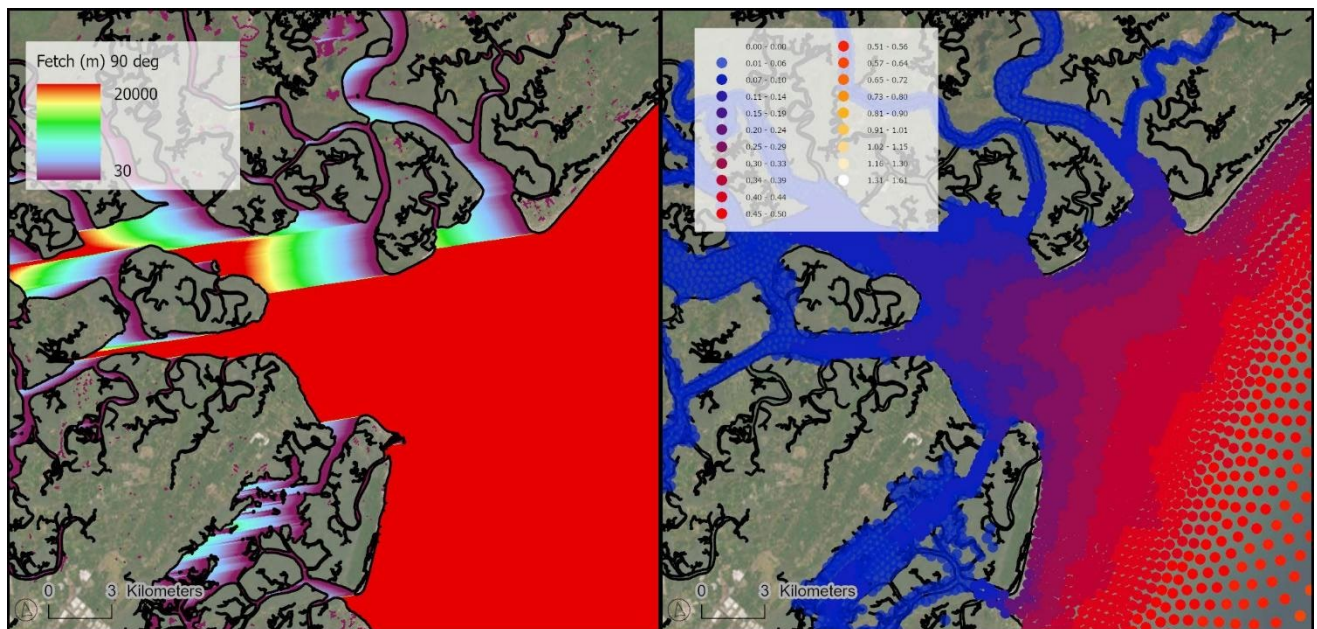 Fetch (m) 90 deg
20000
30
0 3 Kilometers
0.00 - 0.00
0.01 - 0.06
0.07 - 0.10
0.11 - 0.14
0.15 - 0.19
0.20 - 0.24
0.25 - 0.29
0.30 - 0.33
0.34 - 0.39
0.40 - 0.44
0.45 - 0.50
0.51 - 0.56
0.57 - 0.64
0.65 - 0.72
0.73 - 0.80
0.81 - 0.90
0.91 - 1.01
1.02 - 1.15
1.16 - 1.30
1.31 - 1.61
0 3 Kilometers